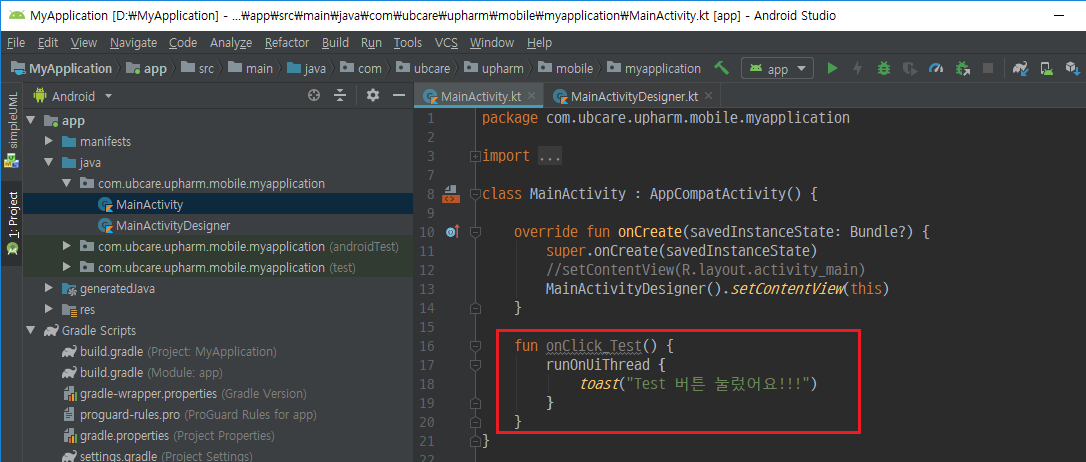 MyApplication [D:₩MyApplication] - ...₩app₩src₩main₩java₩com₩ubcare₩upharm₩mobile₩myapplication₩MainActivity.kt [app] - Android Studio
File Edit View Navigate Code Analyze Refactor Build Run Tools VCS Window Help
MyApplication app src main java com ubcare upharm mobile myapplication app
Android
MainActivity.kt MainActivityDesigner.kt
simpleUML
1: Project
app
manifests
java
com.ubcare.upharm.mobile.myapplication
MainActivity
MainActivityDesigner
com.ubcare.upharm.mobile.myapplication (androidTest)
com.ubcare.upharm.mobile.myapplication (test)
generatedJava
res
Gradle Scripts
build.gradle (Project: MyApplication)
build.gradle (Module: app)
gradle-wrapper.properties (Gradle Version)
proguard-rules.pro (ProGuard Rules for app)
gradle.properties (Project Properties)
settings.gradle (Project Settings)
1 package com.ubcare.upharm.mobile.myapplication
2
3 import ...
8 class MainActivity : AppCompatActivity() {
9
10 override fun onCreate(savedInstanceState: Bundle?) {
11 super.onCreate(savedInstanceState)
12 //setContentView(R.layout.activity_main)
13 MainActivityDesigner().setContentView(this)
14 }
15
16 fun onClick_Test() {
17 runOnUiThread {
18 toast("Test 버튼 눌렀어요!!!")
19 }
20 }
21 }
22